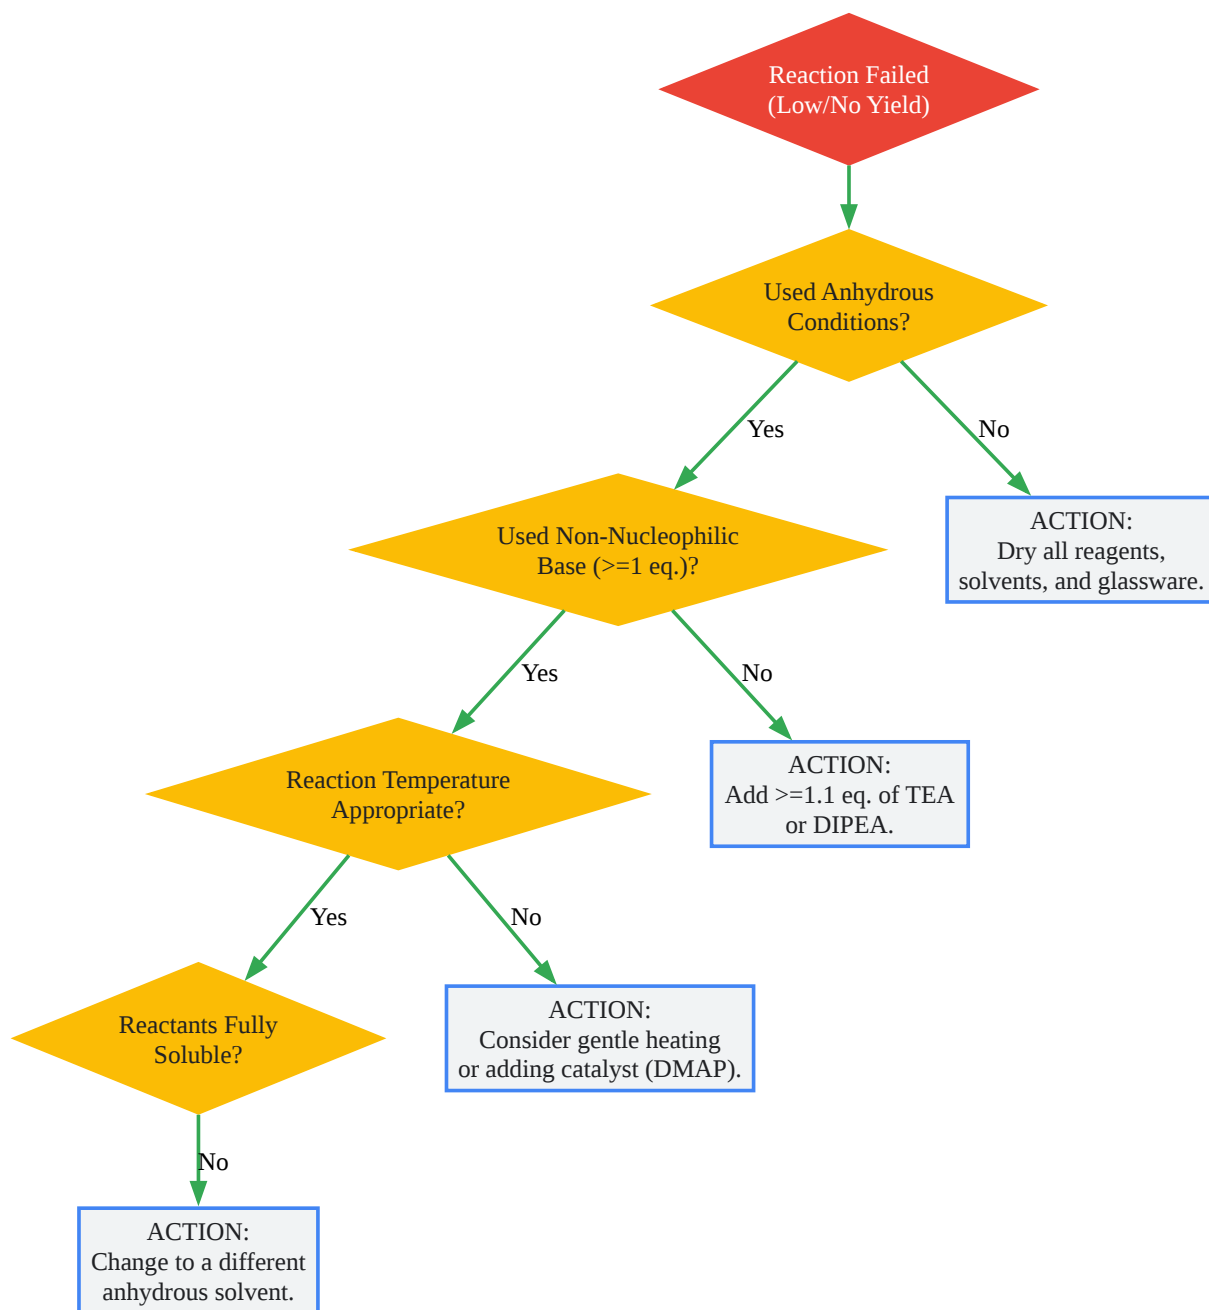 Reaction Failed
(Low/No Yield)
Used Anhydrous
Conditions?
Yes
No
Used Non-Nucleophilic
Base (>=1 eq.)?
ACTION:
Dry all reagents,
solvents, and glassware.
Yes
No
Reaction Temperature
Appropriate?
ACTION:
Add >=1.1 eq. of TEA
or DIPEA.
Yes
No
Reactants Fully
Soluble?
ACTION:
Consider gentle heating
or adding catalyst (DMAP).
No
ACTION:
Change to a different
anhydrous solvent.